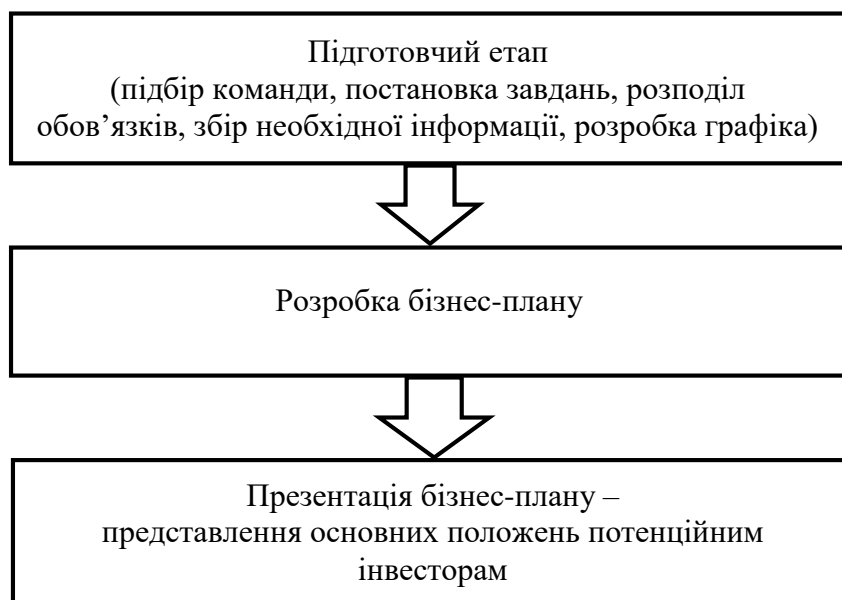 Підготовчий етап
(підбір команди, постановка завдань, розподіл
обов’язків, збір необхідної інформації, розробка графіка)
Розробка бізнес-плану
Презентація бізнес-плану –
представлення основних положень потенційним
інвесторам